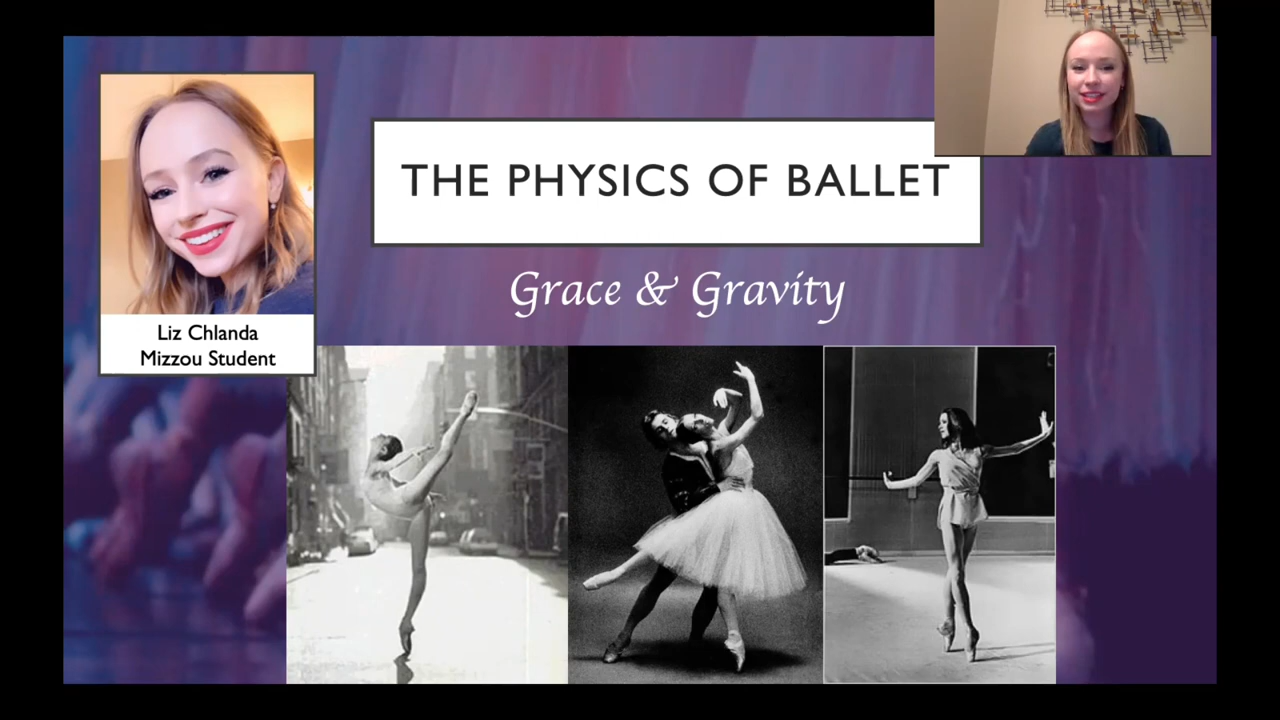 THE PHYSICS OF BALLET
Grace & Gravity
Liz Chlanda
Mizzou Student